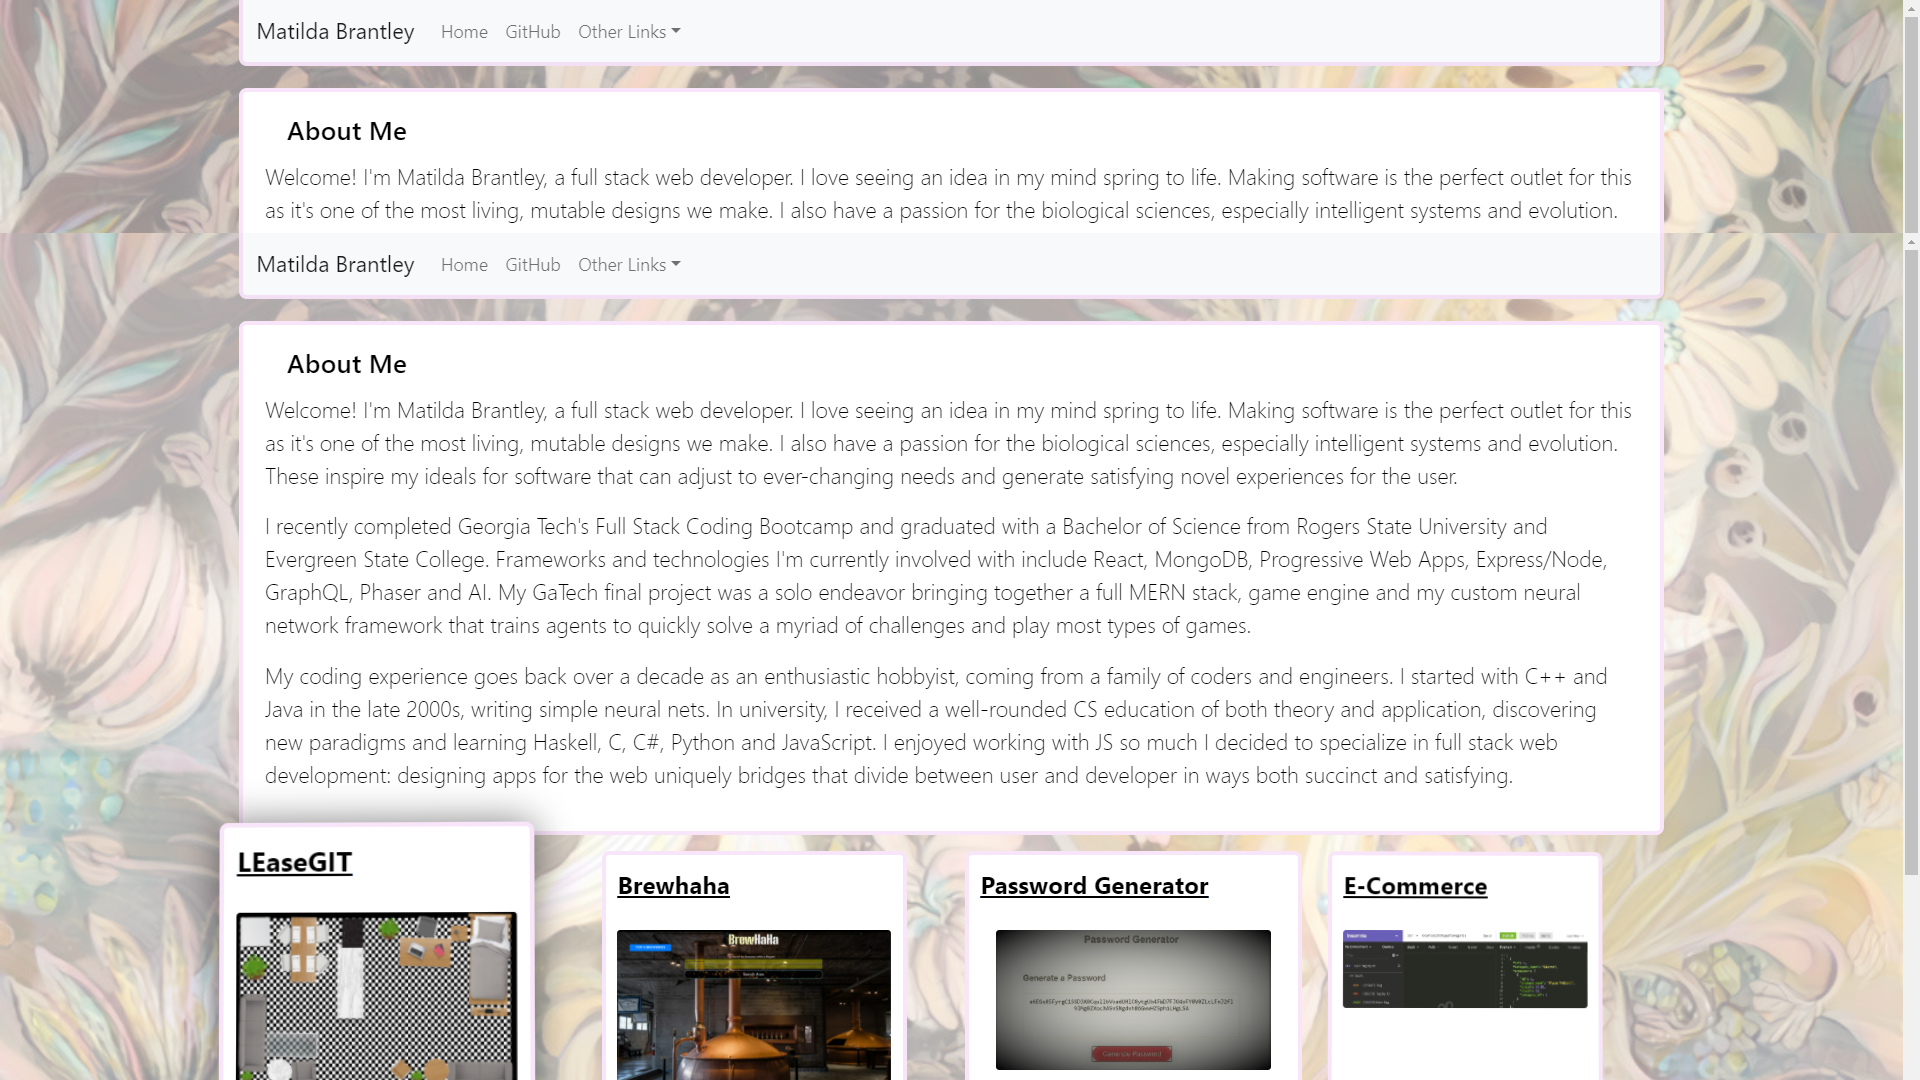 Matilda Brantley Home GitHub Other Links
About Me
Welcome! I'm Matilda Brantley, a full stack web developer. I love seeing an idea in my mind spring to life. Making software is the perfect outlet for this
as it's one of the most living, mutable designs we make. I also have a passion for the biological sciences, especially intelligent systems and evolution.
Matilda Brantley Home GitHub Other Links
About Me
Welcome! I'm Matilda Brantley, a full stack web developer. I love seeing an idea in my mind spring to life. Making software is the perfect outlet for this
as it's one of the most living, mutable designs we make. I also have a passion for the biological sciences, especially intelligent systems and evolution.
These inspire my ideals for software that can adjust to ever-changing needs and generate satisfying novel experiences for the user.
I recently completed Georgia Tech's Full Stack Coding Bootcamp and graduated with a Bachelor of Science from Rogers State University and
Evergreen State College. Frameworks and technologies I'm currently involved with include React, MongoDB, Progressive Web Apps, Express/Node,
GraphQL, Phaser and AI. My GaTech final project was a solo endeavor bringing together a full MERN stack, game engine and my custom neural
network framework that trains agents to quickly solve a myriad of challenges and play most types of games.
My coding experience goes back over a decade as an enthusiastic hobbyist, coming from a family of coders and engineers. I started with C++ and
Java in the late 2000s, writing simple neural nets. In university, I received a well-rounded CS education of both theory and application, discovering
new paradigms and learning Haskell, C, C#, Python and JavaScript. I enjoyed working with JS so much I decided to specialize in full stack web
development: designing apps for the web uniquely bridges that divide between user and developer in ways both succinct and satisfying.
LEaseGIT
Brewhaha
Password Generator
E-Commerce
BrewHaHa
Password Generator
Generate a Password
Generate Password